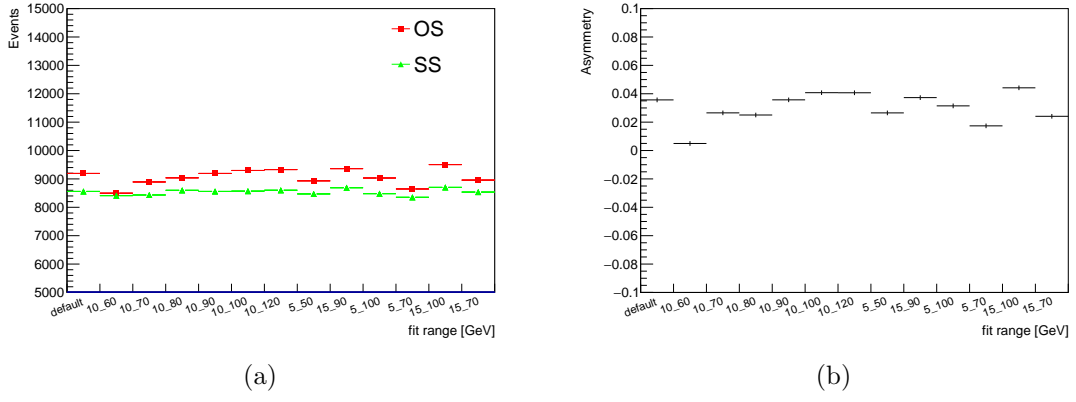 Events
15000
14000
13000
12000
11000
10000
9000
8000
7000
6000
5000
OS
SS
default 10_60 10_70 10_80 10_90 10_100 10_120 5_50 15_90 5_100 5_70 15_100 15_70
fit range [GeV]
(a)
Asymmetry
0.1
0.08
0.06
0.04
0.02
0
−0.02
−0.04
−0.06
−0.08
−0.1
default 10_60 10_70 10_80 10_90 10_100 10_120 5_50 15_90 5_100 5_70 15_100 15_70
fit range [GeV]
(b)